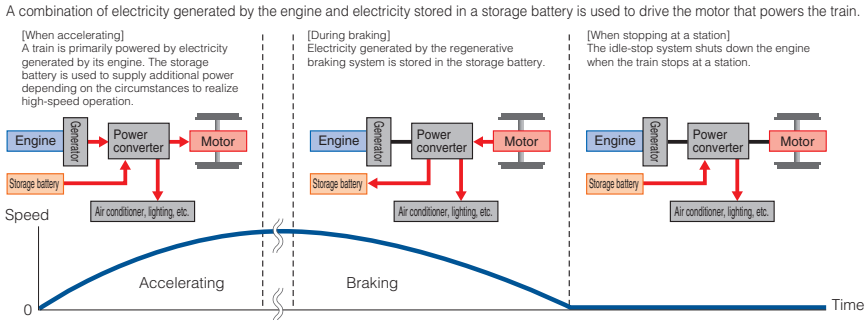 A combination of electricity generated by the engine and electricity stored in a storage battery is used to drive the motor that powers the train.
[When accelerating]
A train is primarily powered by electricity
generated by its engine. The storage
battery is used to supply additional power
depending on the circumstances to realize
high-speed operation.
[During braking]
Electricity generated by the regenerative
braking system is stored in the storage battery.
[When stopping at a station]
The idle-stop system shuts down the engine
when the train stops at a station.
Engine
Generator
Power
converter
Motor
Storage battery
Air conditioner, lighting, etc.
Engine
Generator
Power
converter
Motor
Storage battery
Air conditioner, lighting, etc.
Engine
Generator
Power
converter
Motor
Storage battery
Air conditioner, lighting, etc.
Speed
Accelerating
Braking
0
Time